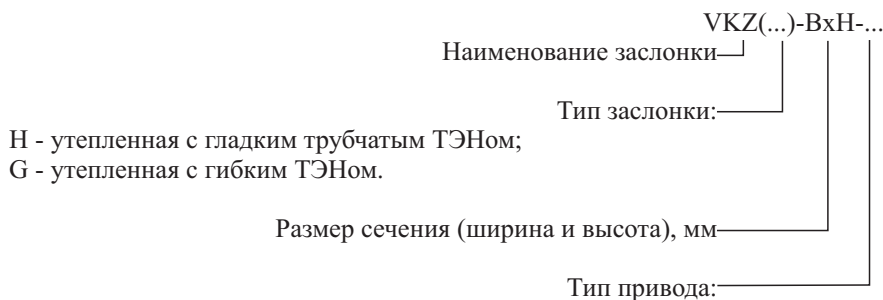 VKZ(...)-BxH-...
Наименование заслонки
Тип заслонки:
Н - утепленная с гладким трубчатым ТЭНом;
G - утепленная с гибким ТЭНом.
Размер сечения (ширина и высота), мм
Тип привода: